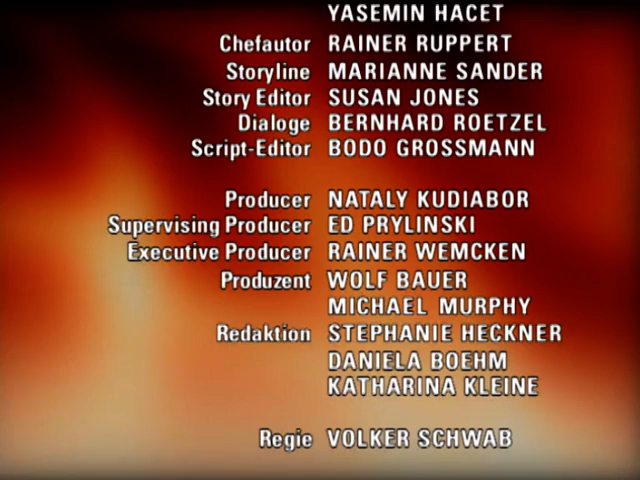 YASEMIN HACET
Chefautor RAINER RUPPERT
Storyline MARIANNE SANDER
Story Editor SUSAN JONES
Dialoge BERNHARD ROETZEL
Script-Editor BODO GROSSMANN
Producer NATALY KUDIABOR
Supervising Producer ED PRYLINSKI
Executive Producer RAINER WEMCKEN
Produzent WOLF BAUER
MICHAEL MURPHY
Redaktion STEPHANIE HECKNER
DANIELA BOEHM
KATHARINA KLEINE
Regie VOLKER SCHWAB